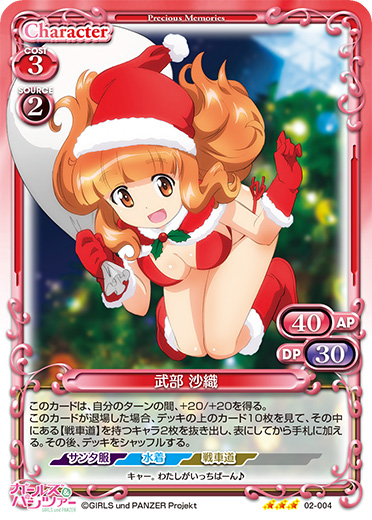 Precious Memories
Character
COST
3
SOURCE
2
40 AP
DP 30
武部 沙織
このカードは、自分のターンの間、+20/+20を得る。
このカードが退場した場合、デッキの上のカード10枚を見て、その中
にある【戦車道】を持つキャラ2枚を抜き出し、表にしてから手札に加え
る。その後、デッキをシャッフルする。
サンタ服 水着 戦車道
キャー、わたしがいっちばーん♪
ガールズ&パンツァー
GIRLS und PANZER
©GIRLS und PANZER Projekt
★★★ 02-004